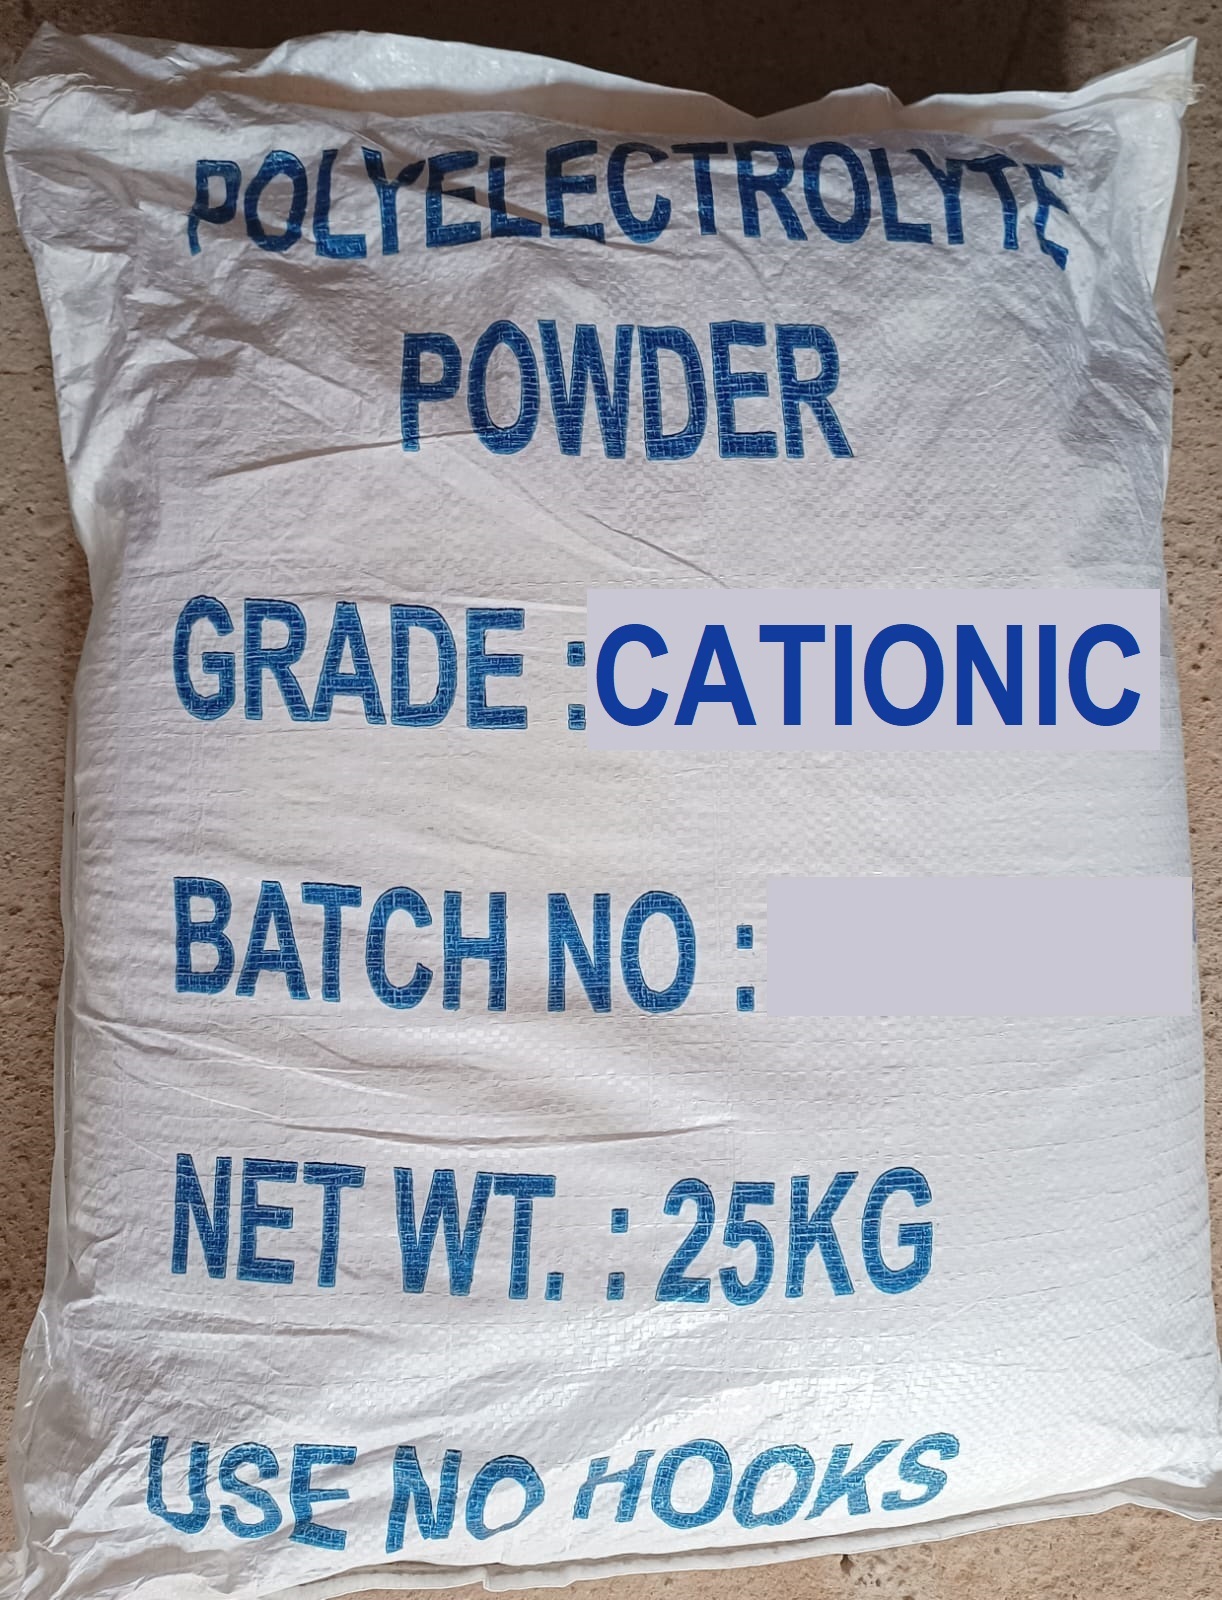 POLYELECTROLYTE
POWDER
GRADE :CATIONIC
BATCH NO :
NET WT. : 25KG
USE NO HOOKS